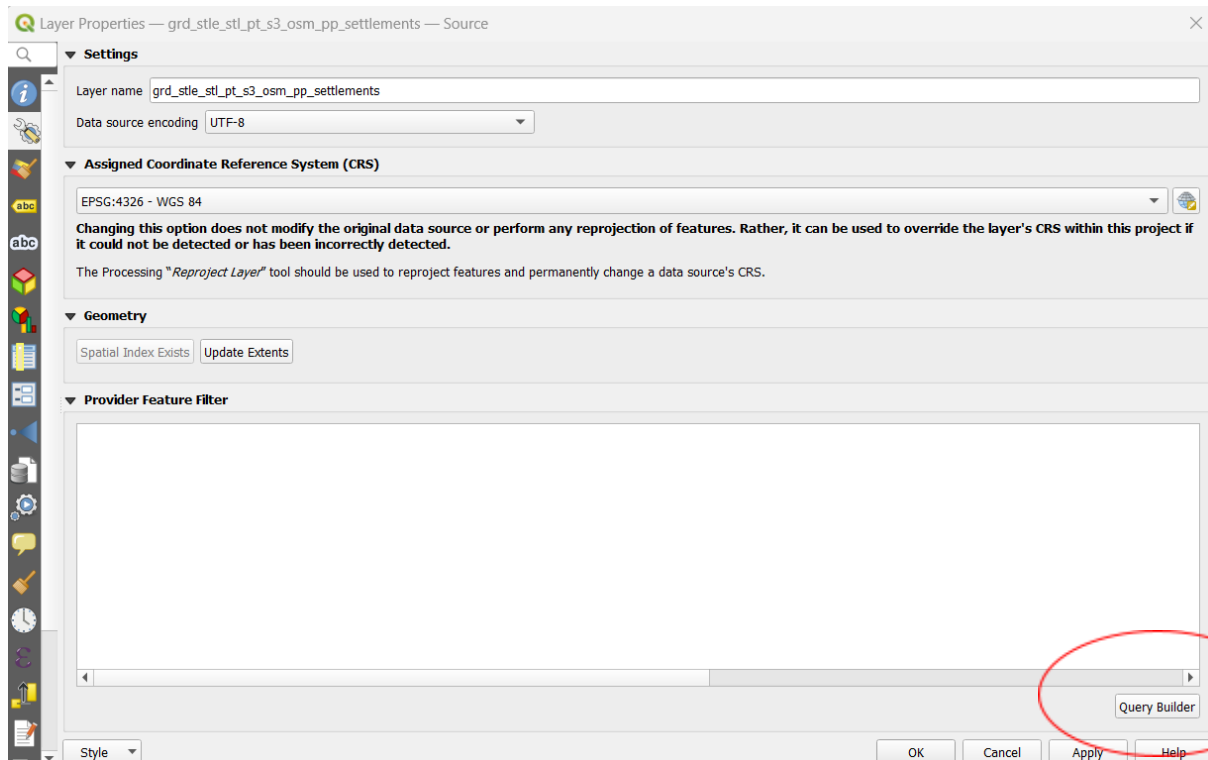 Layer Properties — grd_stle_stl_pt_s3_osm_pp_settlements — Source
Settings
Layer name grd_stle_stl_pt_s3_osm_pp_settlements
Data source encoding UTF-8
Assigned Coordinate Reference System (CRS)
EPSG:4326 - WGS 84
Changing this option does not modify the original data source or perform any reprojection of features. Rather, it can be used to override the layer's CRS within this project if
it could not be detected or has been incorrectly detected.
The Processing "Reproject Layer" tool should be used to reproject features and permanently change a data source's CRS.
Geometry
Spatial Index Exists Update Extents
Provider Feature Filter
Query Builder
Style OK Cancel Apply Help
abc
abc